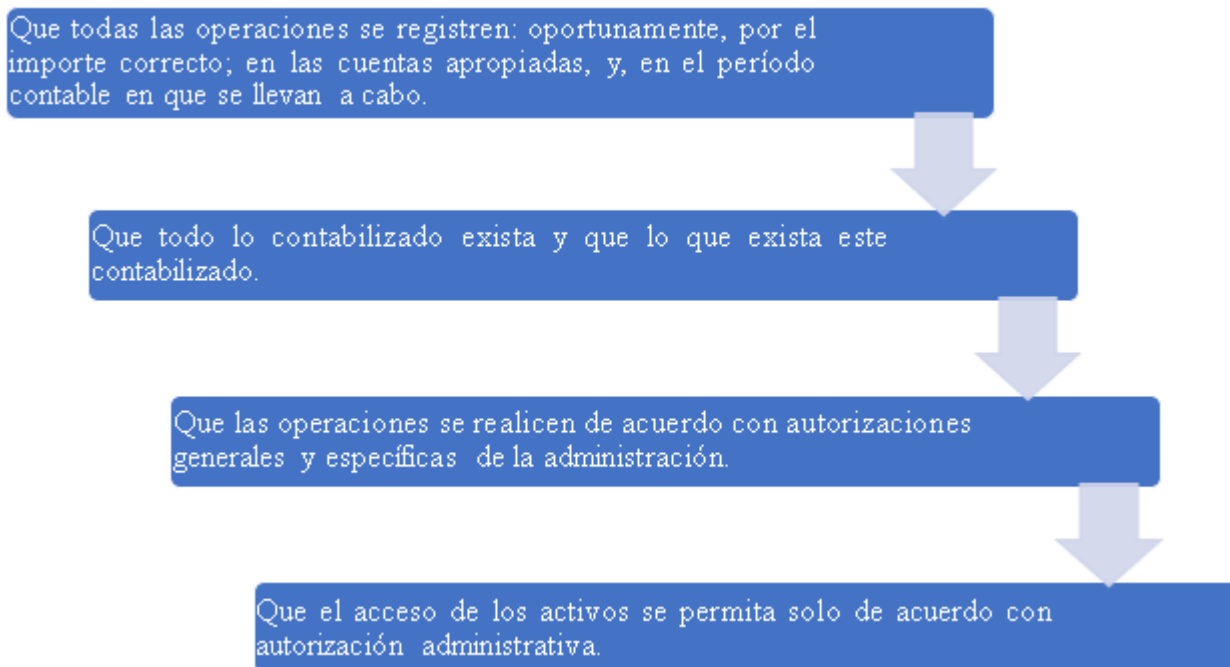 Que todas las operaciones se registren: oportunamente, por el
importe correcto; en las cuentas apropiadas, y, en el período
contable en que se llevan a cabo.
Que todo lo contabilizado exista y que lo que exista este
contabilizado.
Que las operaciones se realicen de acuerdo con autorizaciones
generales y específicas de la administración.
Que el acceso de los activos se permita solo de acuerdo con
autorización administrativa.